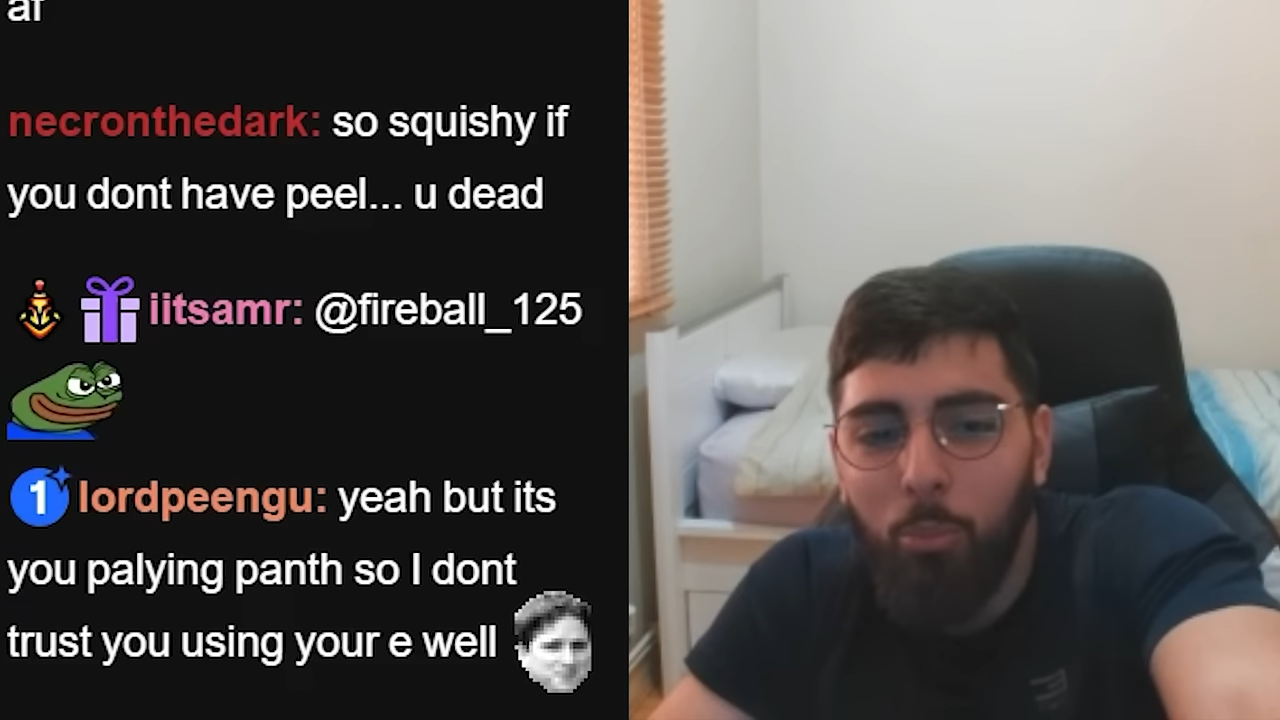 af
necronthedark: so squishy if
you dont have peel... u dead
iitsamr: @fireball_125
1 lordpeengu: yeah but its
you palying panth so I dont
trust you using your e well